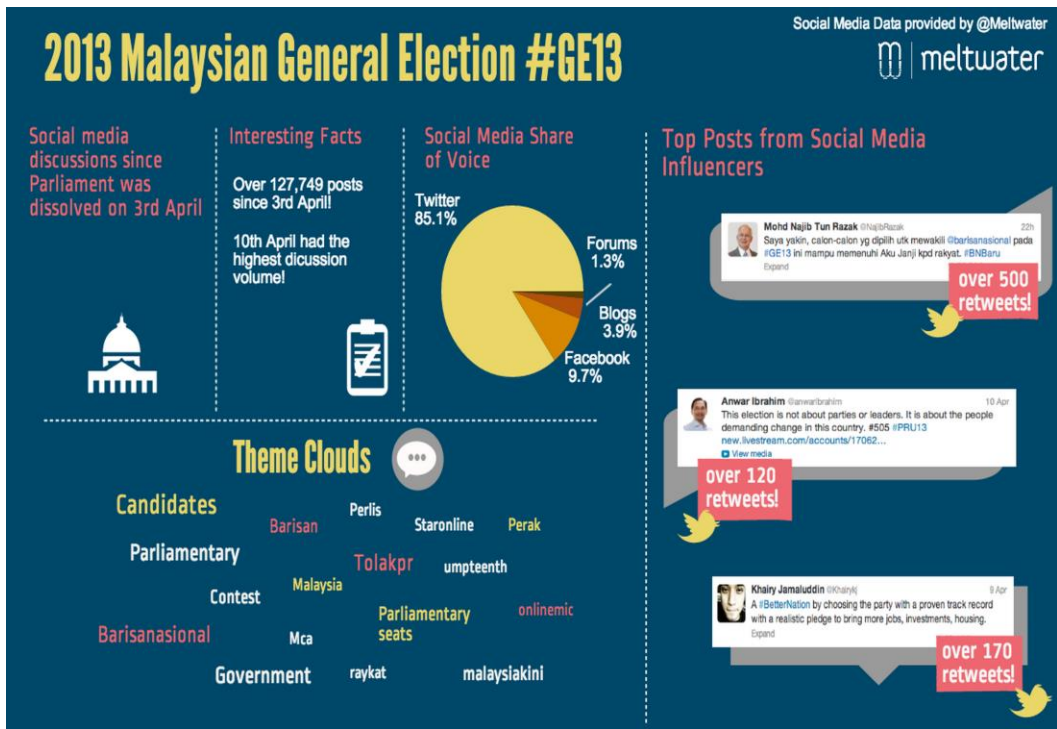 Social Media Data provided by @Meltwater
meltwater
2013 Malaysian General Election #GE13
Social media
discussions since
Parliament was
dissolved on 3rd April
Interesting Facts
Over 127,749 posts
since 3rd April!
10th April had the
highest dicussion
volume!
Social Media Share
of Voice
Twitter
85.1%
Forums
1.3%
Blogs
3.9%
Facebook
9.7%
Top Posts from Social Media
Influencers
Mohd Najib Tun Razak @NajibRazak 22h
Saya yakin, calon-calon yg dipilih utk mewakili @barisanasional pada
#GE13 ini mampu memenuhi Aku Janji kpd rakyat. #BNBaru
Expand
over 500
retweets!
Anwar Ibrahim @anwaribrahim 10 Apr
This election is not about parties or leaders. It is about the people
demanding change in this country. #505 #PRU13
new.livestream.com/accounts/17062...
View media
over 120
retweets!
Khairy Jamaluddin @Khairykj 9 Apr
A #BetterNation by choosing the party with a proven track record
with a realistic pledge to bring more jobs, investments, housing.
Expand
over 170
retweets!
Theme Clouds
Candidates
Barisan
Perlis
Staronline
Perak
Parliamentary
Tolakpr
umpteenth
Contest
Malaysia
Parliamentary
seats
onlinemic
Barisanasional
Mca
Government
raykat
malaysiakini